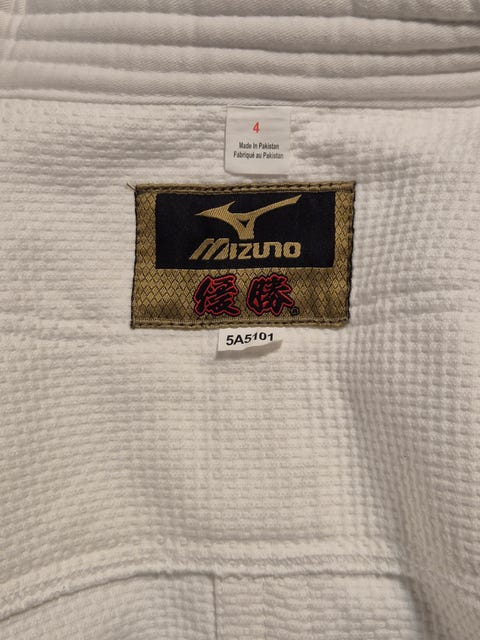 4
Made In Pakistan
Fabriqué au Pakistan
MIZUNO
優勝®
5A5101